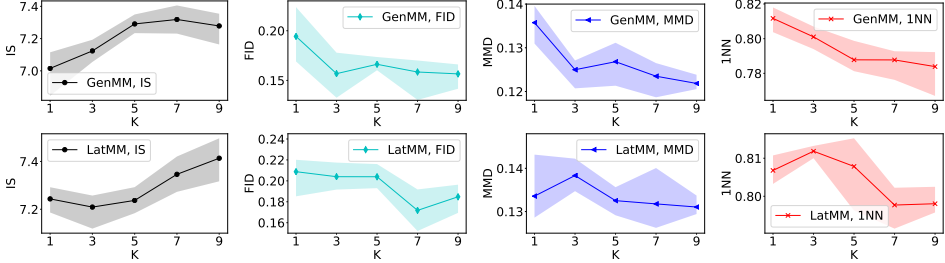 7.4
7.2
7.0
IS
GenMM, IS
1 3 5 7 9
K
0.20
0.15
FID
GenMM, FID
1 3 5 7 9
K
0.14
0.13
0.12
MMD
GenMM, MMD
1 3 5 7 9
K
0.82
0.80
0.78
1NN
GenMM, 1NN
1 3 5 7 9
K
7.4
7.2
IS
LatMM, IS
1 3 5 7 9
K
0.24
0.22
0.20
0.18
0.16
FID
LatMM, FID
1 3 5 7 9
K
0.14
0.13
MMD
LatMM, MMD
1 3 5 7 9
K
0.81
0.80
1NN
LatMM, 1NN
1 3 5 7 9
K